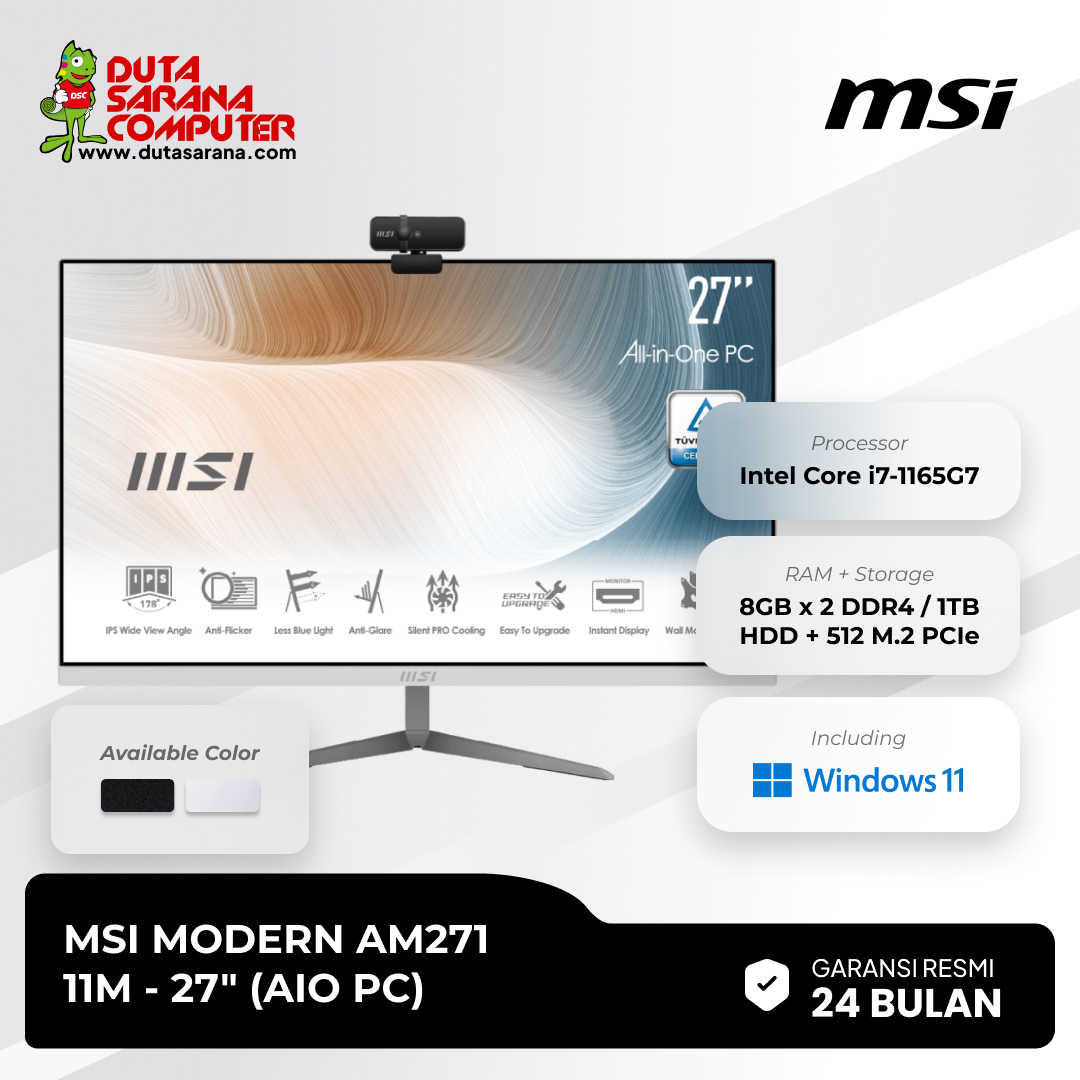 DUTA
SARANA
COMPUTER
DSC
www.dutasarana.com
msi
msi
27”
All-in-One PC
TÜV
msi
Processor
Intel Core i7-1165G7
RAM + Storage
8GB x 2 DDR4 / 1TB
HDD + 512 M.2 PCIe
IPS
178°
EASY TO
UPGRADE
MONITOR
HDMI
IPS Wide View Angle
Anti-Flicker
Less Blue Light
Anti-Glare
Silent PRO Cooling
Easy To Upgrade
Instant Display
Wall
msi
Including
Windows 11
Available Color
MSI MODERN AM271
11M - 27" (AIO PC)
GARANSI RESMI
24 BULAN